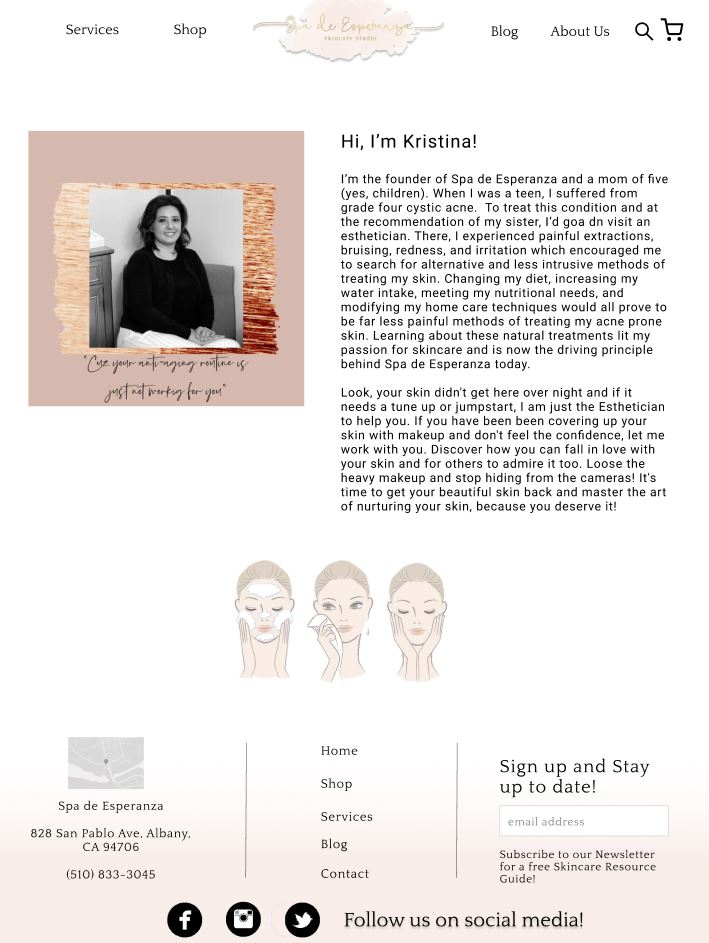 Services
Shop
Spa de Esperanza
Skincare Studio
Blog
About Us
Hi, I’m Kristina!
I’m the founder of Spa de Esperanza and a mom of five
(yes, children). When I was a teen, I suffered from
grade four cystic acne.  To treat this condition and at
the recommendation of my sister, I’d goa dn visit an
esthetician. There, I experienced painful extractions,
bruising, redness, and irritation which encouraged me
to search for alternative and less intrusive methods of
treating my skin. Changing my diet, increasing my
water intake, meeting my nutritional needs, and
modifying my home care techniques would all prove to
be far less painful methods of treating my acne prone
skin. Learning about these natural treatments lit my
passion for skincare and is now the driving principle
behind Spa de Esperanza today.
Look, your skin didn’t get here over night and if it
needs a tune up or jumpstart, I am just the Esthetician
to help you. If you have been been covering up your
skin with makeup and don't feel the confidence, let me
work with you. Discover how you can fall in love with
your skin and for others to admire it too. Loose the
heavy makeup and stop hiding from the cameras! It's
time to get your beautiful skin back and master the art
of nurturing your skin, because you deserve it!
"Cuz your anti-aging routine is
just not workig for you"
Spa de Esperanza
828 San Pablo Ave, Albany,
CA 94706
(510) 833-3045
Home
Shop
Services
Blog
Contact
Sign up and Stay
up to date!
email address
Subscribe to our Newsletter
for a free Skincare Resource
Guide!
Follow us on social media!